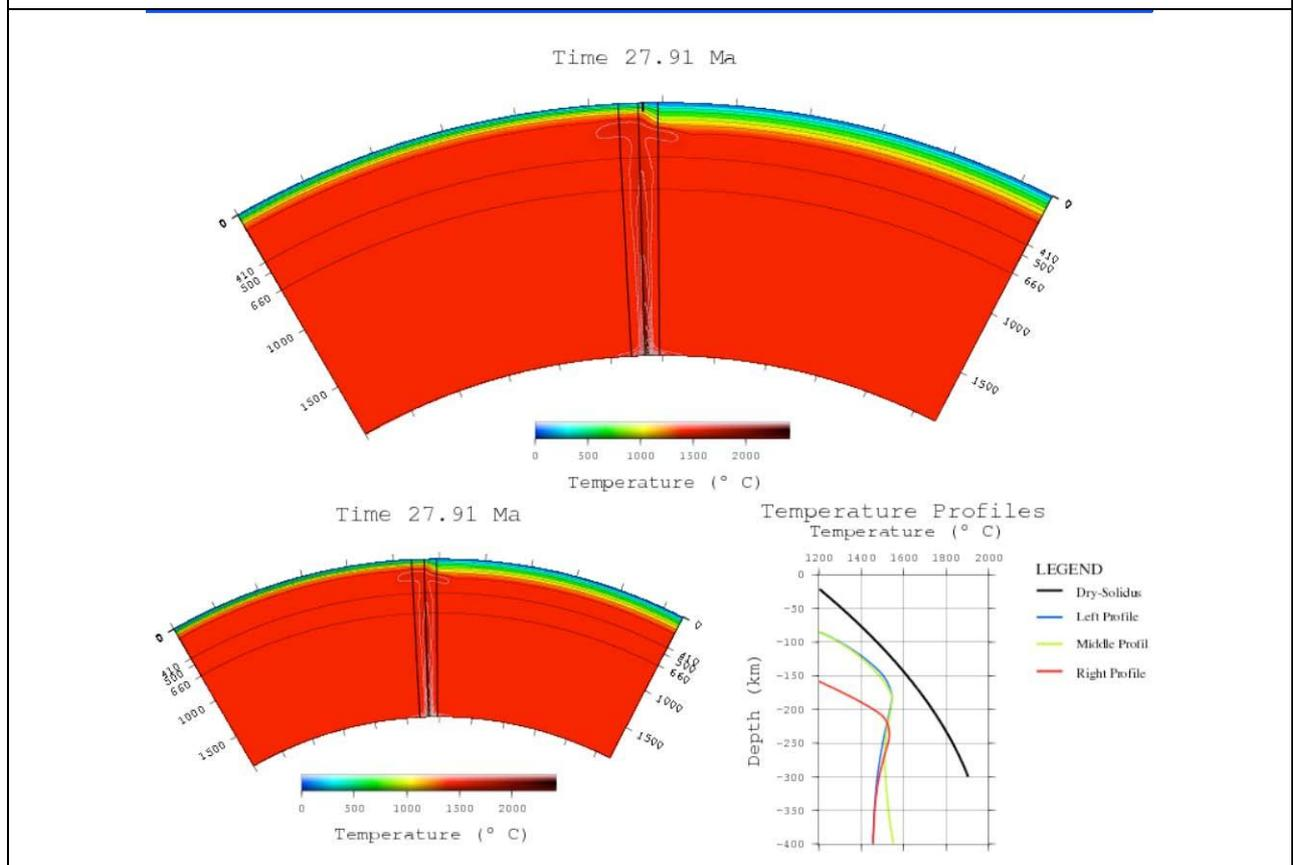 Time 27.91 Ma
0
410
500
660
1000
1500
0
410
500
660
1000
1500
0 500 1000 1500 2000
Temperature (° C)
Time 27.91 Ma
0
410
500
660
1000
1500
0
410
500
660
1000
1500
0 500 1000 1500 2000
Temperature (° C)
Temperature Profiles
Temperature (° C)
1200 1400 1600 1800 2000
0
-50
-100
-150
-200
-250
-300
-350
-400
Depth (km)
LEGEND
Dry-Solidus
Left Profile
Middle Profil
Right Profile